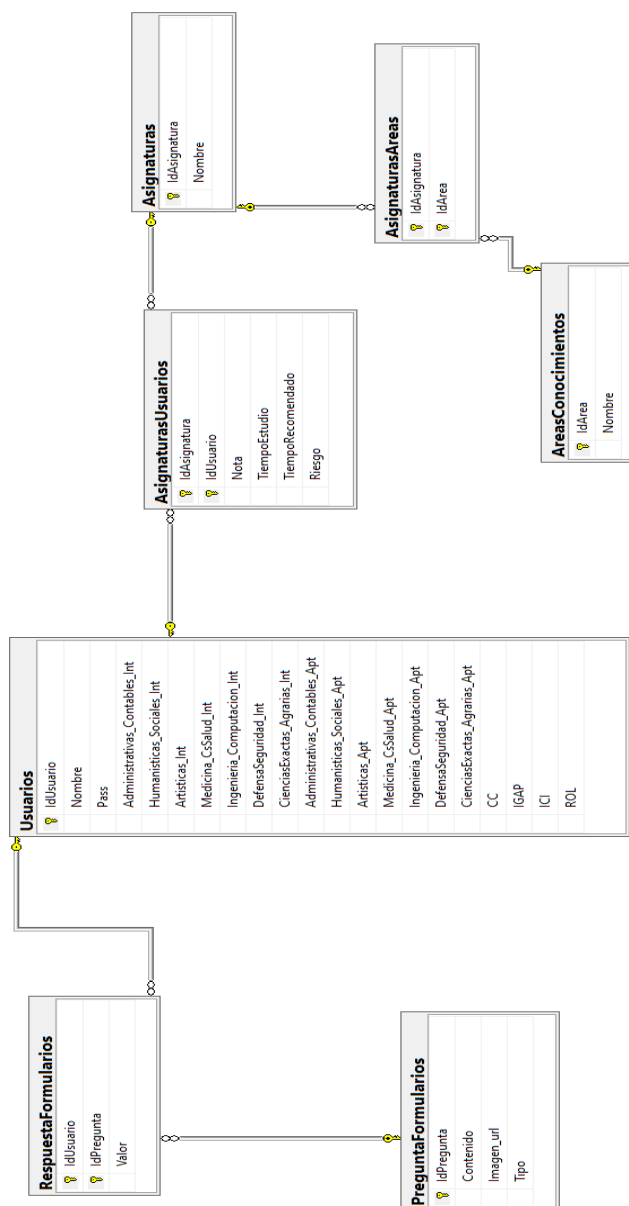 RespuestaFormularios
IdUsuario
IdPregunta
Valor
PreguntaFormularios
IdPregunta
Contenido
Imagen_url
Tipo
Usuarios
IdUsuario
Nombre
Pass
Administrativas_Contables_Int
Humanisticas_Sociales_Int
Artisticas_Int
Medicina_CsSalud_Int
Ingenieria_Computacion_Int
DefensaSeguridad_Int
CienciasExactas_Agrarias_Int
Administrativas_Contables_Apt
Humanisticas_Sociales_Apt
Artisticas_Apt
Medicina_CsSalud_Apt
Ingenieria_Computacion_Apt
DefensaSeguridad_Apt
CienciasExactas_Agrarias_Apt
CC
IGAP
ICI
ROL
AsignaturasUsuarios
IdAsignatura
IdUsuario
Nota
TiempoEstudio
TiempoRecomendado
Riesgo
Asignaturas
IdAsignatura
Nombre
AsignaturasAreas
IdAsignatura
IdArea
AreasConocimientos
IdArea
Nombre